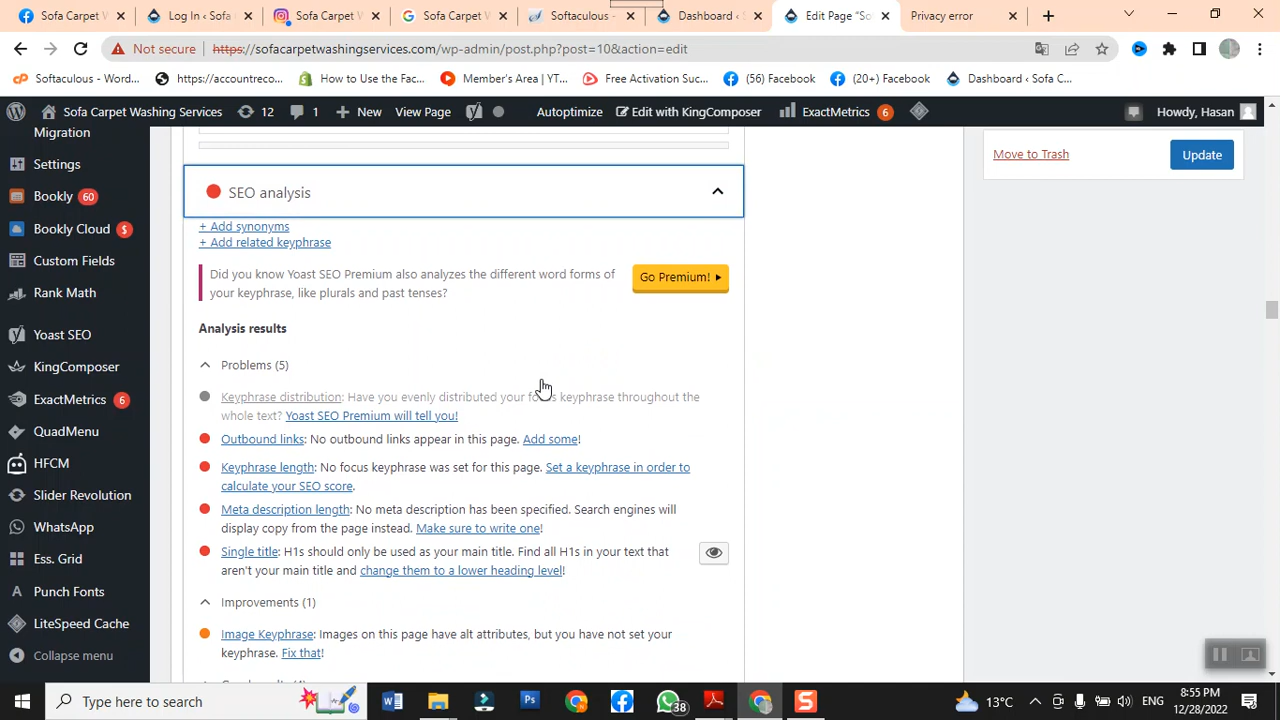 Sofa Carpet W
Log In ‹ Sofa
Sofa Carpet W
Sofa Carpet W
Softaculous -
Dashboard ‹ S
Edit Page "So
Privacy error
Not secure
https://sofacarpetwashingservices.com/wp-admin/post.php?post=10&action=edit
Softaculous - Word...
https://accountreco...
How to Use the Fac...
Member's Area | YT...
Free Activation Suc...
(56) Facebook
(20+) Facebook
Dashboard ‹ Sofa C...
Sofa Carpet Washing Services
12
1
New
View Page
Autoptimize
Edit with KingComposer
ExactMetrics
6
Howdy, Hasan
Migration
Settings
Bookly 60
Bookly Cloud $
Custom Fields
Rank Math
Yoast SEO
KingComposer
ExactMetrics 6
QuadMenu
HFCM
Slider Revolution
WhatsApp
Ess. Grid
Punch Fonts
LiteSpeed Cache
Collapse menu
Move to Trash
Update
SEO analysis
+ Add synonyms
+ Add related keyphrase
Did you know Yoast SEO Premium also analyzes the different word forms of
your keyphrase, like plurals and past tenses?
Go Premium!
Analysis results
Problems (5)
Keyphrase distribution: Have you evenly distributed your focus keyphrase throughout the
whole text? Yoast SEO Premium will tell you!
Outbound links: No outbound links appear in this page. Add some!
Keyphrase length: No focus keyphrase was set for this page. Set a keyphrase in order to
calculate your SEO score.
Meta description length: No meta description has been specified. Search engines will
display copy from the page instead. Make sure to write one!
Single title: H1s should only be used as your main title. Find all H1s in your text that
aren't your main title and change them to a lower heading level!
Improvements (1)
Image Keyphrase: Images on this page have alt attributes, but you have not set your
keyphrase. Fix that!
Type here to search
38
13°C
ENG
8:55 PM
12/28/2022